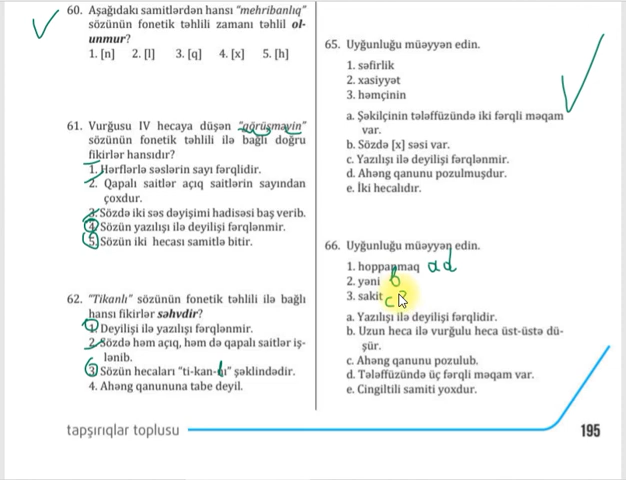 60. Aşağıdakı samitlərdən hansı "mehribanlıq"
sözünün fonetik təhlili zamanı təhlil ol-
unmur?
1. [n] 2. [l] 3. [q] 4. [x] 5. [h]
61. Vurğusu IV hecaya düşən "görüşməyin"
sözünün fonetik təhlili ilə bağlı doğru
fikirlər hansıdır?
1. Hərflərlə səslərin sayı fərqlidir.
2. Qapalı saitlər açıq saitlərin sayından
çoxdur.
3. Sözdə iki səs dəyişimi hadisəsi baş verib.
4. Sözün yazılışı ilə deyilişi fərqlənmir.
5. Sözün iki hecası samitlə bitir.
62. "Tikanlı" sözünün fonetik təhlili ilə bağlı
hansı fikirlər səhvdir?
1. Deyilişi ilə yazılışı fərqlənmir.
2. Sözdə həm açıq, həm də qapalı saitlər iş-
lənib.
3. Sözün hecaları "ti-kan-lı" şəklindədir.
4. Ahəng qanununa tabe deyil.
65. Uyğunluğu müəyyən edin.
1. səfirlik
2. xasiyyət
3. həmçinin
a. Şəkilçinin tələffüzündə iki fərqli məqam
var.
b. Sözdə [x] səsi var.
c. Yazılışı ilə deyilişi fərqlənmir.
d. Ahəng qanunu pozulmuşdur.
e. İki hecalıdır.
66. Uyğunluğu müəyyən edin.
1. hoppanmaq ad
2. yəni b
3. sakit c
a. Yazılışı ilə deyilişi fərqlidir.
b. Uzun heca ilə vurğulu heca üst-üstə dü-
şür.
c. Ahəng qanunu pozulub.
d. Tələffüzündə üç fərqli məqam var.
e. Cingiltili samiti yoxdur.
tapşırıqlar toplusu 195